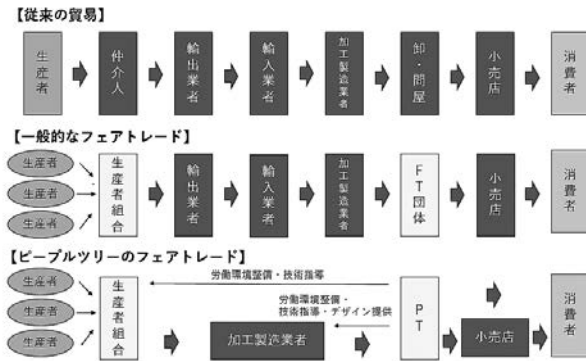 【従来の貿易】
生産者
仲介人
輸出業者
輸入業者
加工製造業者
卸・問屋
小売店
消費者
【一般的なフェアトレード】
生産者
生産者
生産者
生産者組合
輸出業者
輸入業者
加工製造業者
FT団体
小売店
消費者
【ピープルツリーのフェアトレード】
生産者
生産者
生産者
生産者組合
労働環境整備・技術指導
労働環境整備・
技術指導・デザイン提供
加工製造業者
PT
小売店
消費者